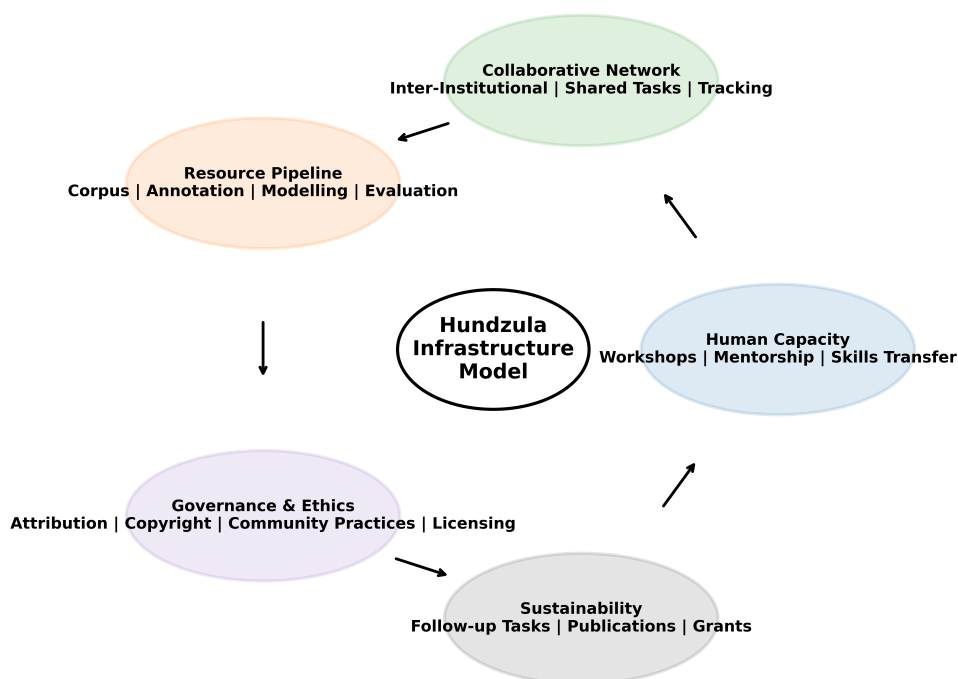 Collaborative Network
Inter-Institutional | Shared Tasks | Tracking
Resource Pipeline
Corpus | Annotation | Modelling | Evaluation
Hundzula
Infrastructure
Model
Human Capacity
Workshops | Mentorship | Skills Transfer
Governance & Ethics
Attribution | Copyright | Community Practices | Licensing
Sustainability
Follow-up Tasks | Publications | Grants